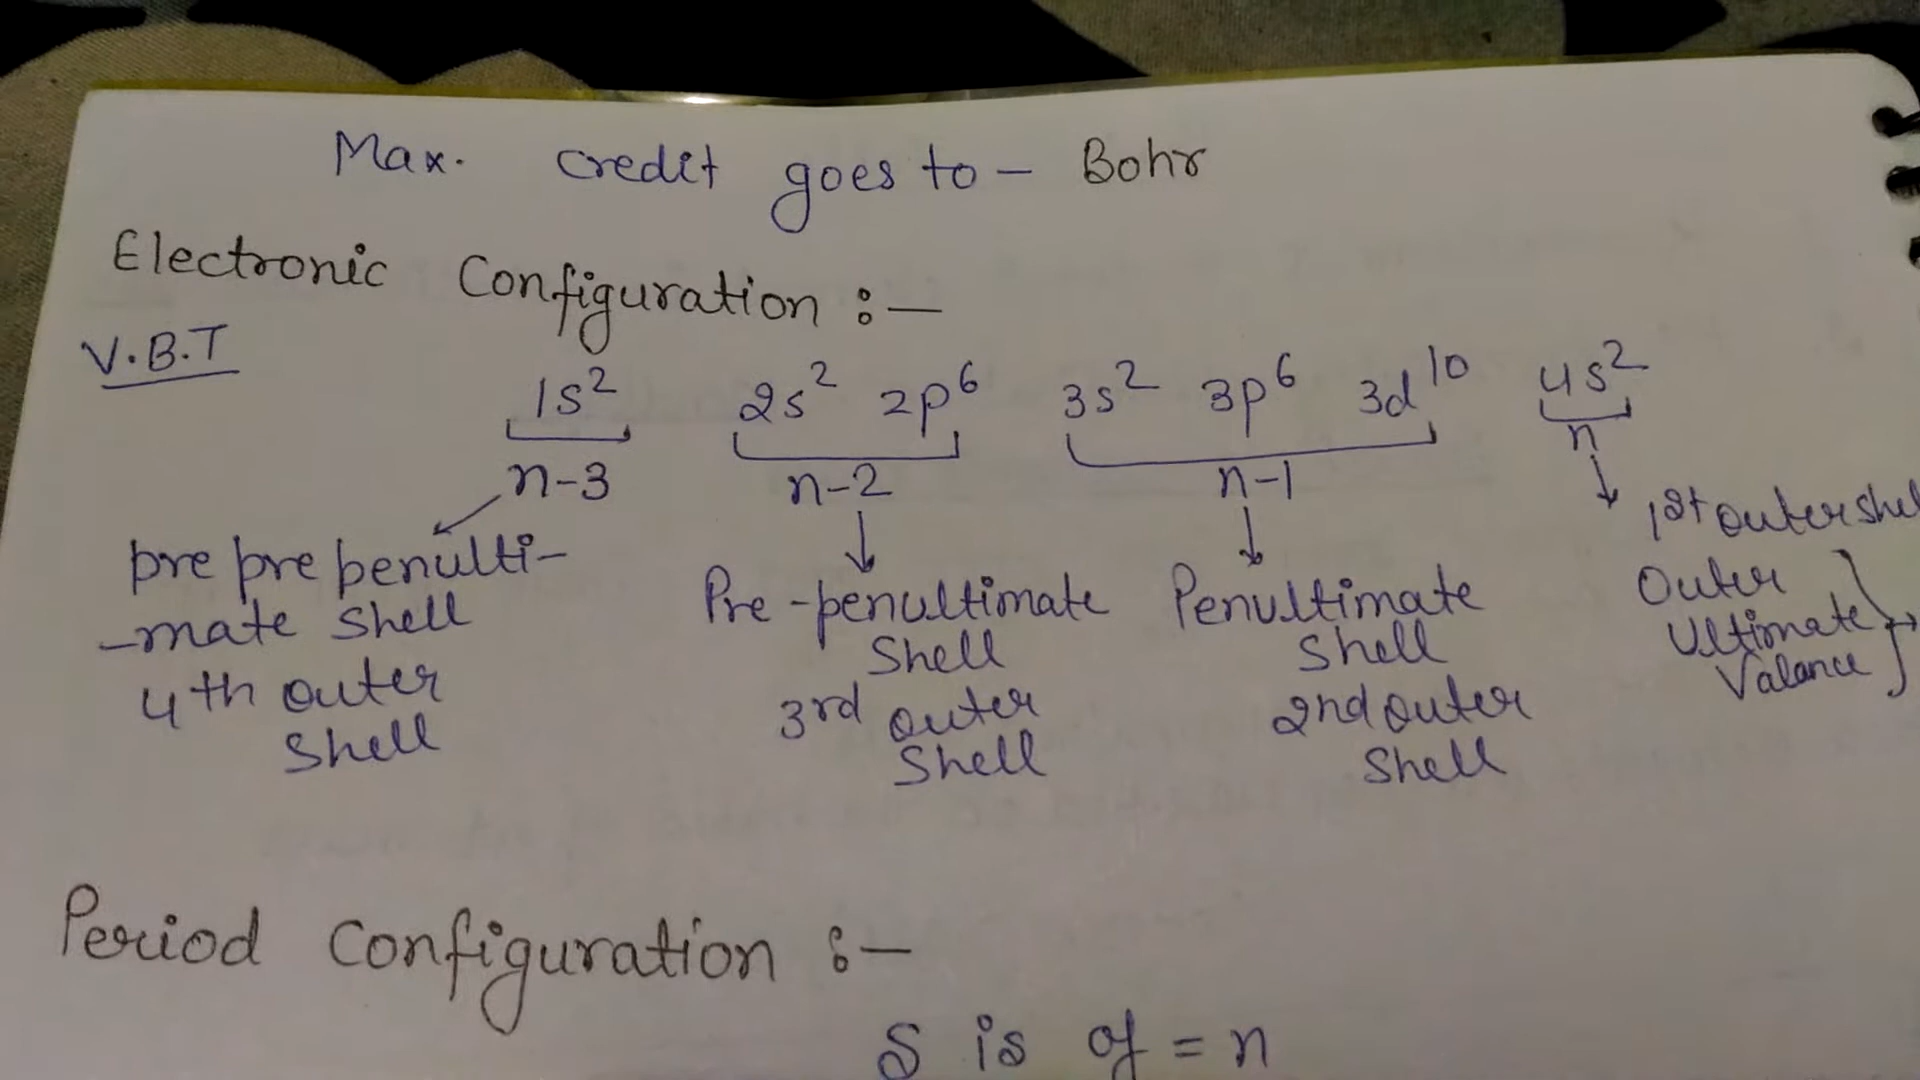 Max. credit goes to - Bohr
Electronic Configuration :-
V.B.T
1s² 2s² 2p⁶ 3s² 3p⁶ 3d¹⁰ 4s²
n-3 n-2 n-1 n
pre pre penulti-
-mate Shell
4th outer
Shell
Pre-penultimate
Shell
3rd outer
Shell
Penultimate
Shell
2nd outer
Shell
1st outer
Outer
Ultimate
Valance
Period Configuration :-
S is of = n